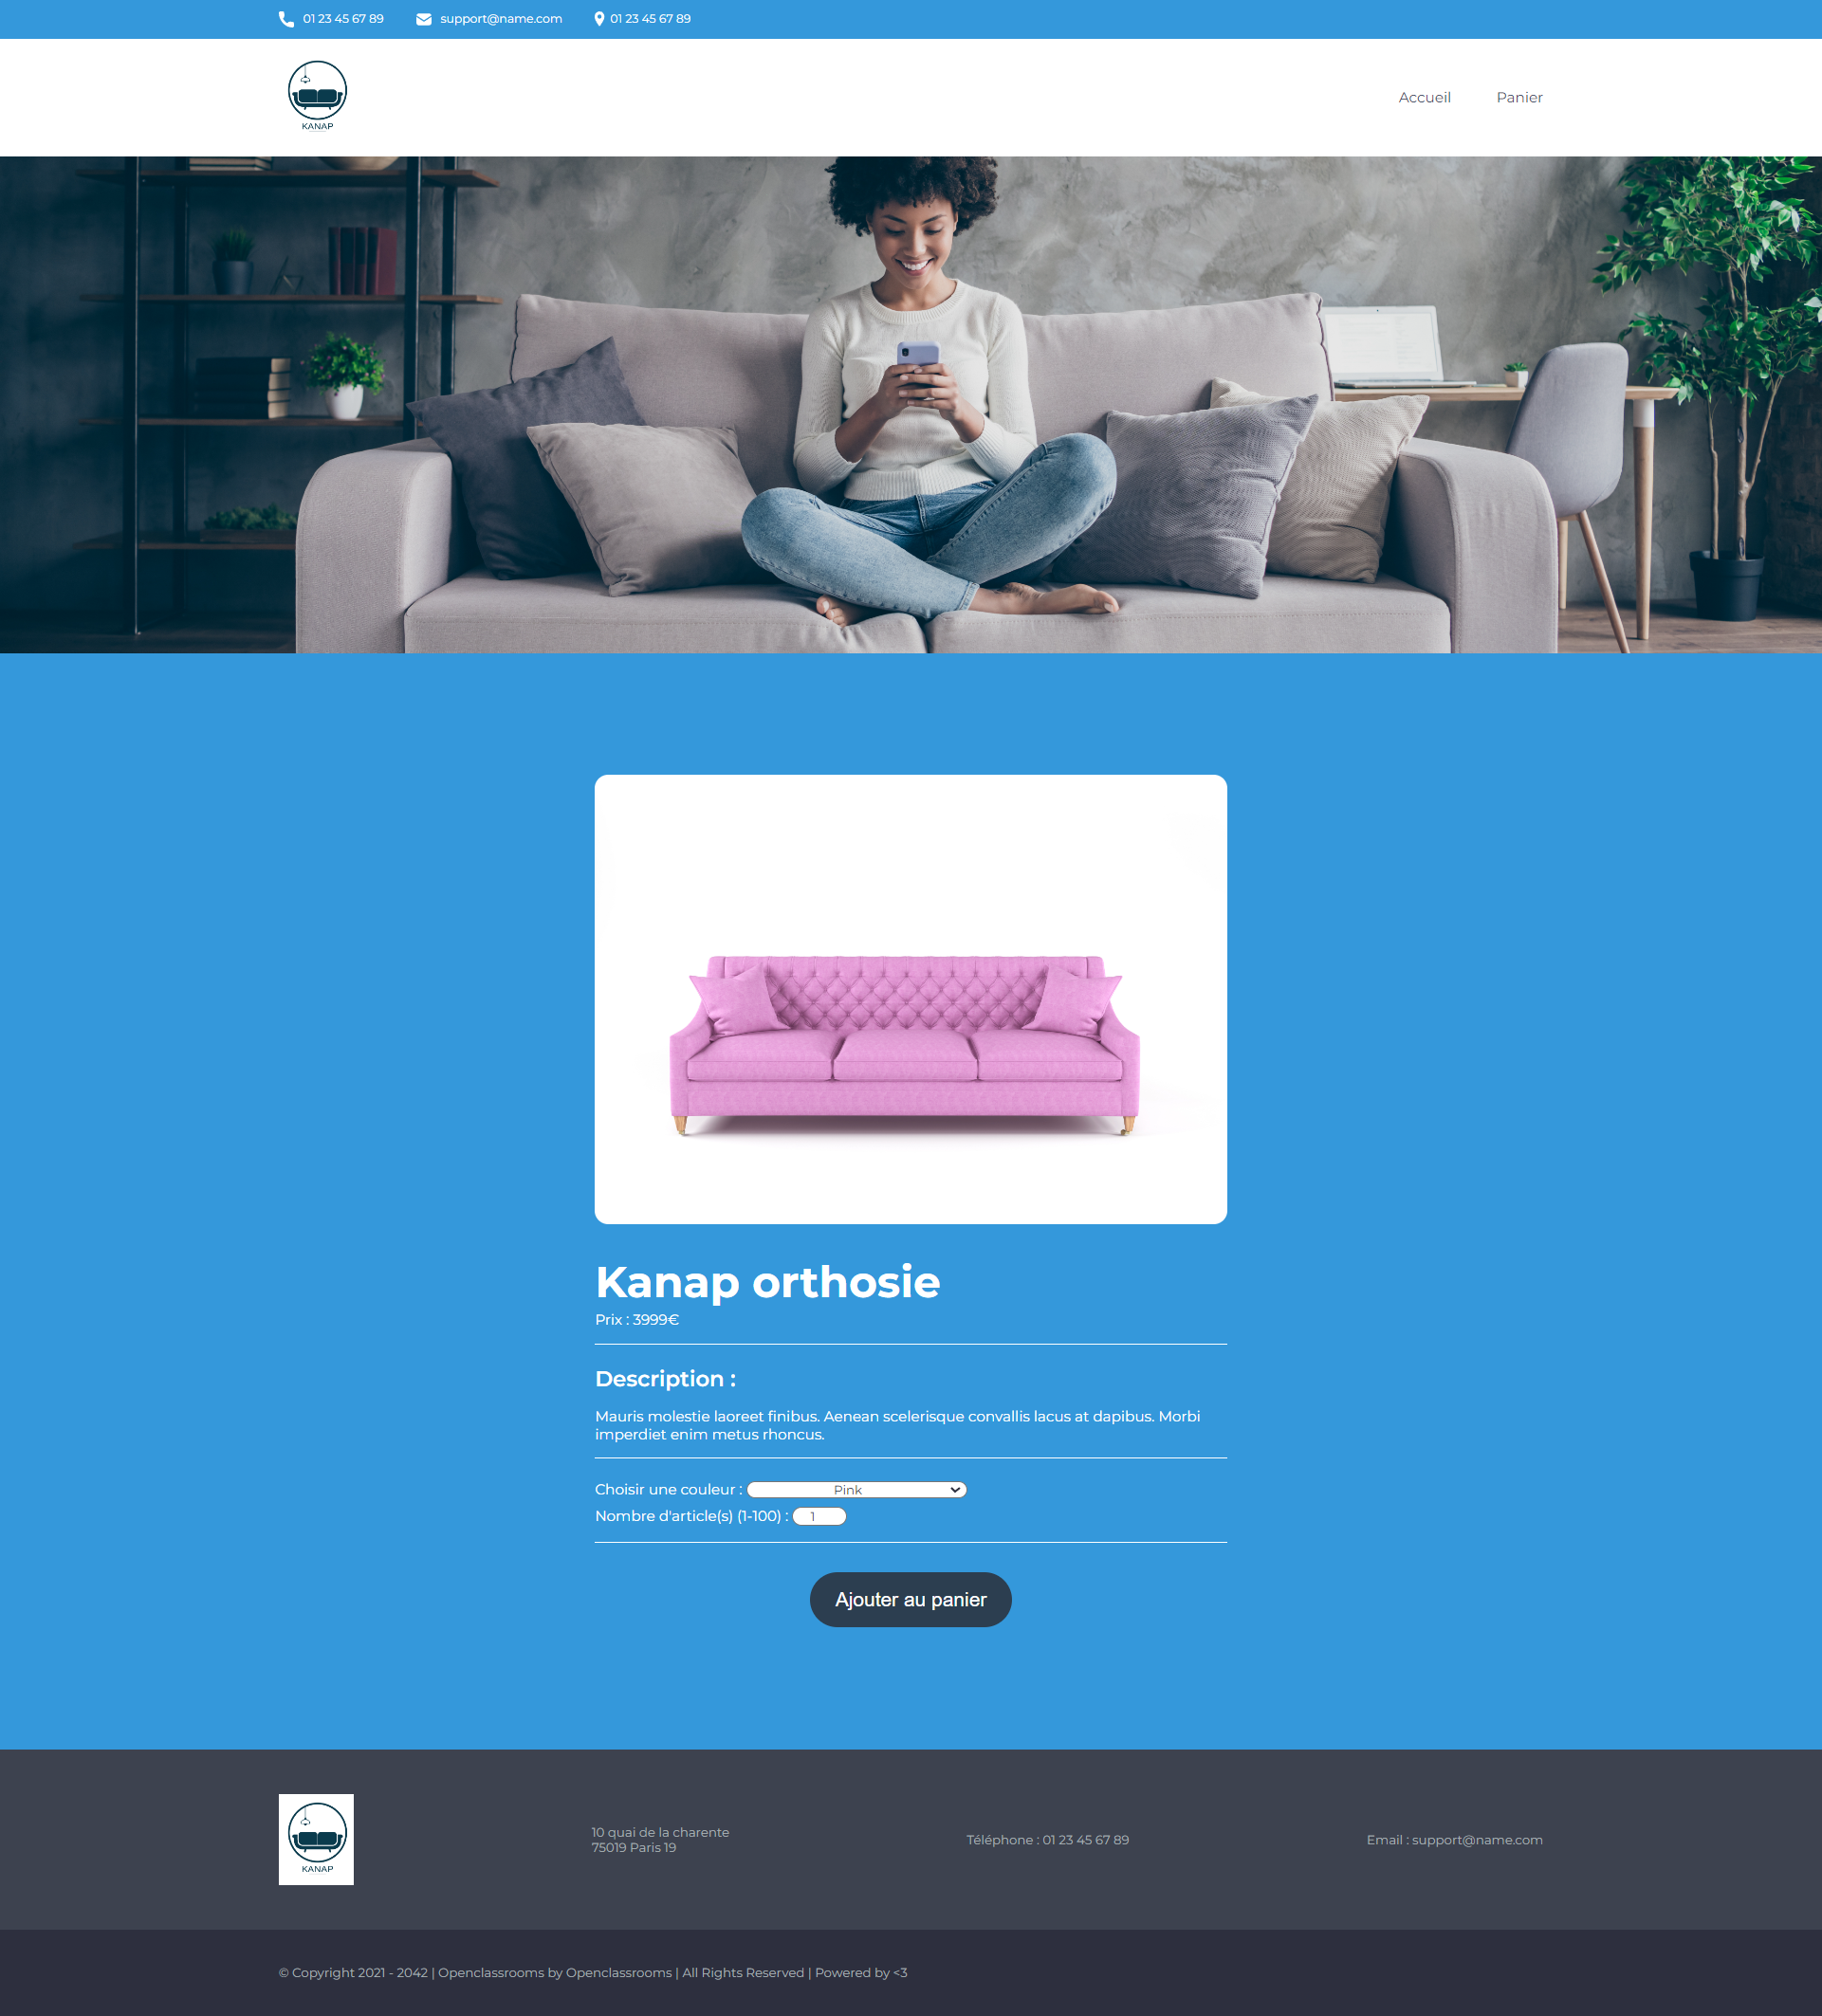 01 23 45 67 89
support@name.com
01 23 45 67 89
KANAP
Accueil
Panier
Kanap orthosie
Prix : 3999€
Description :
Mauris molestie laoreet finibus. Aenean scelerisque convallis lacus at dapibus. Morbi
imperdiet enim metus rhoncus.
Choisir une couleur : Pink
Nombre d'article(s) (1-100) : 1
Ajouter au panier
KANAP
10 quai de la charente
75019 Paris 19
Téléphone : 01 23 45 67 89
Email : support@name.com
© Copyright 2021 - 2042 | Openclassrooms by Openclassrooms | All Rights Reserved | Powered by <3